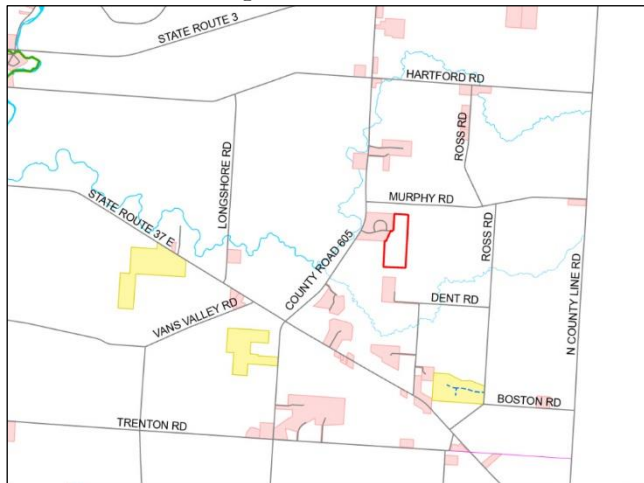 STATE ROUTE 3
HARTFORD RD
ROSS RD
LONGSHORE RD
MURPHY RD
STATE ROUTE 37 E
ROSS RD
COUNTY ROAD 605
N COUNTY LINE RD
DENT RD
VANS VALLEY RD
BOSTON RD
TRENTON RD